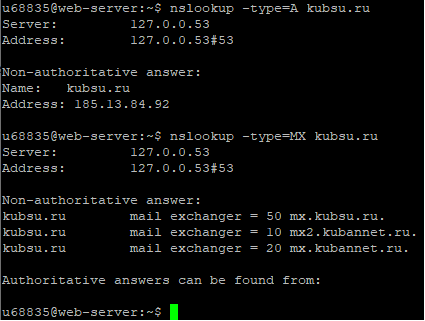 u68835@web-server:~$ nslookup -type=A kubsu.ru
Server:         127.0.0.53
Address:        127.0.0.53#53

Non-authoritative answer:
Name:   kubsu.ru
Address: 185.13.84.92

u68835@web-server:~$ nslookup -type=MX kubsu.ru
Server:         127.0.0.53
Address:        127.0.0.53#53

Non-authoritative answer:
kubsu.ru        mail exchanger = 50 mx.kubsu.ru.
kubsu.ru        mail exchanger = 10 mx2.kubannet.ru.
kubsu.ru        mail exchanger = 20 mx.kubannet.ru.

Authoritative answers can be found from:

u68835@web-server:~$